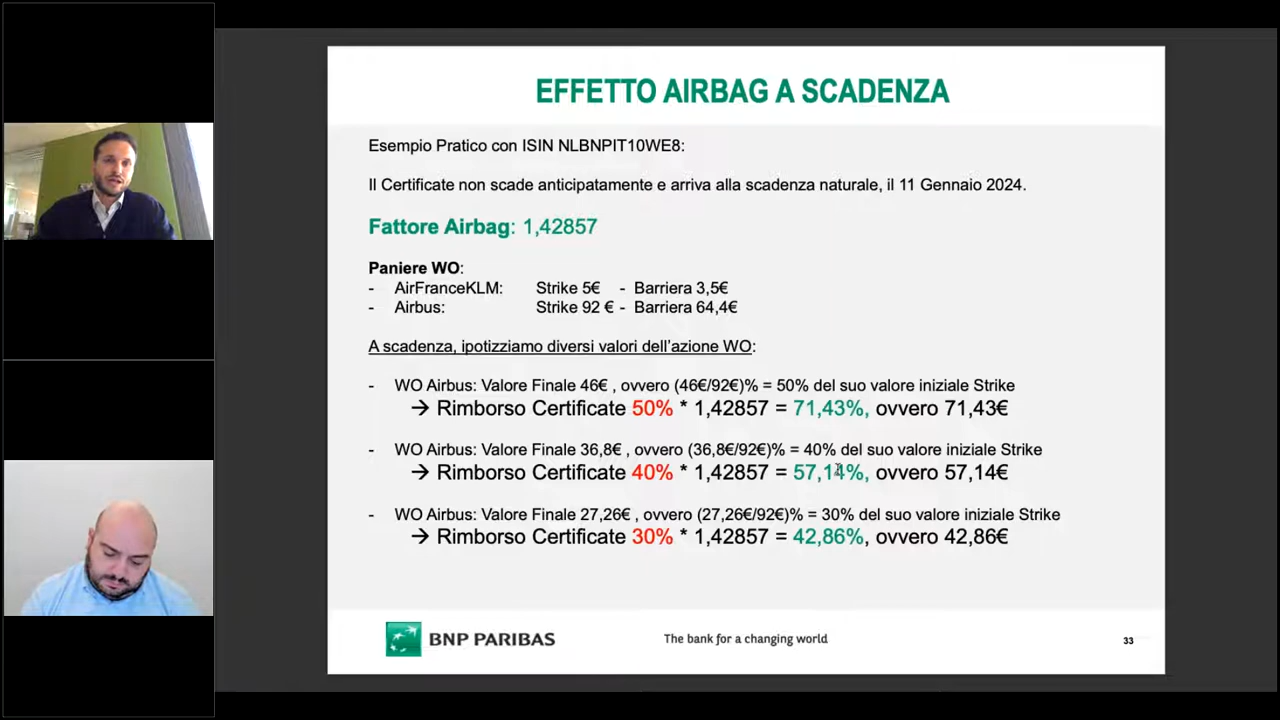 EFFETTO AIRBAG A SCADENZA
Esempio Pratico con ISIN NLBNPIT10WE8:
Il Certificate non scade anticipatamente e arriva alla scadenza naturale, il 11 Gennaio 2024.
Fattore Airbag: 1,42857
Paniere WO:
- AirFranceKLM: Strike 5€ - Barriera 3,5€
- Airbus: Strike 92 € - Barriera 64,4€
A scadenza, ipotizziamo diversi valori dell'azione WO:
- WO Airbus: Valore Finale 46€ , ovvero (46€/92€)% = 50% del suo valore iniziale Strike
→ Rimborso Certificate 50% * 1,42857 = 71,43%, ovvero 71,43€
- WO Airbus: Valore Finale 36,8€ , ovvero (36,8€/92€)% = 40% del suo valore iniziale Strike
→ Rimborso Certificate 40% * 1,42857 = 57,14%, ovvero 57,14€
- WO Airbus: Valore Finale 27,26€ , ovvero (27,26€/92€)% = 30% del suo valore iniziale Strike
→ Rimborso Certificate 30% * 1,42857 = 42,86%, ovvero 42,86€
BNP PARIBAS
The bank for a changing world
33